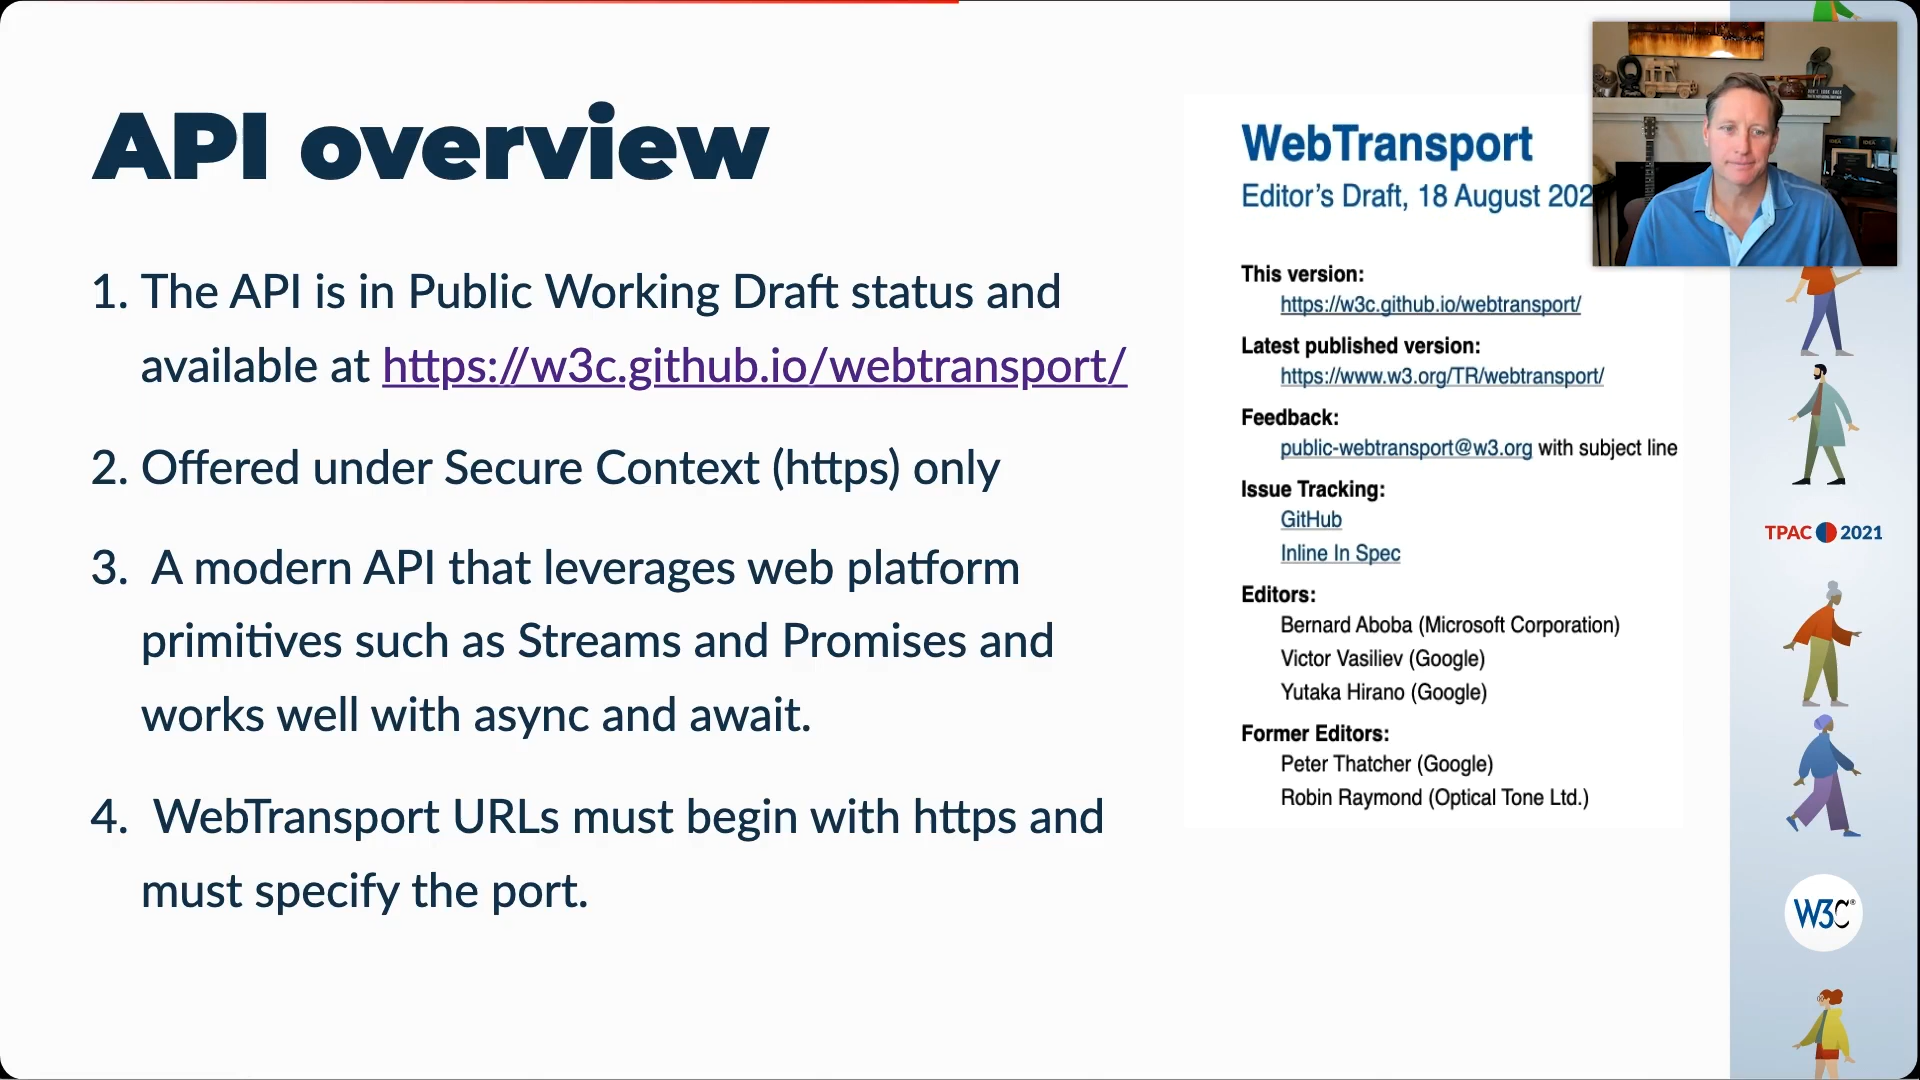 API overview
1. The API is in Public Working Draft status and
available at https://w3c.github.io/webtransport/
2. Offered under Secure Context (https) only
3. A modern API that leverages web platform
primitives such as Streams and Promises and
works well with async and await.
4. WebTransport URLs must begin with https and
must specify the port.
WebTransport
Editor's Draft, 18 August 202
This version:
https://w3c.github.io/webtransport/
Latest published version:
https://www.w3.org/TR/webtransport/
Feedback:
public-webtransport@w3.org with subject line
Issue Tracking:
GitHub
Inline In Spec
Editors:
Bernard Aboba (Microsoft Corporation)
Victor Vasiliev (Google)
Yutaka Hirano (Google)
Former Editors:
Peter Thatcher (Google)
Robin Raymond (Optical Tone Ltd.)
TPAC 2021
W3C®